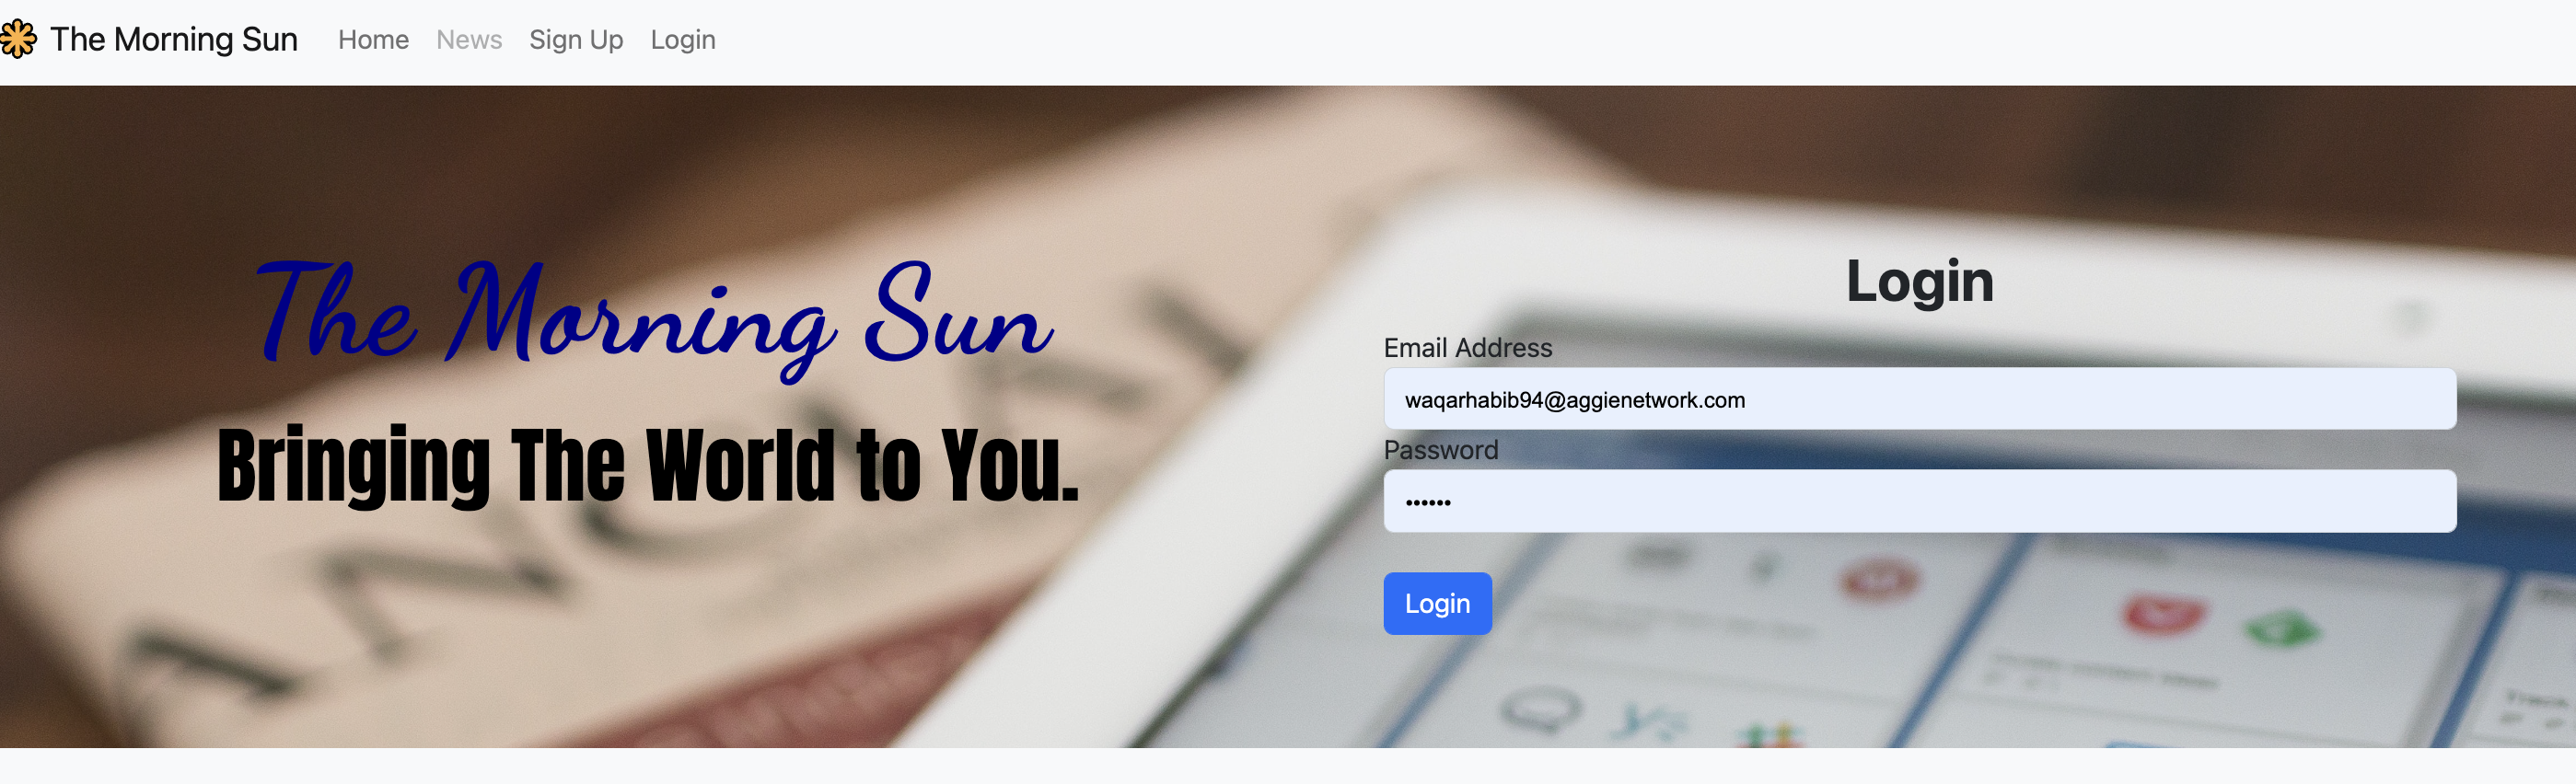 The Morning Sun Home News Sign Up Login
The Morning Sun
Bringing The World to You.
Login
Email Address
waqarhabib94@aggienetwork.com
Password
••••••
Login